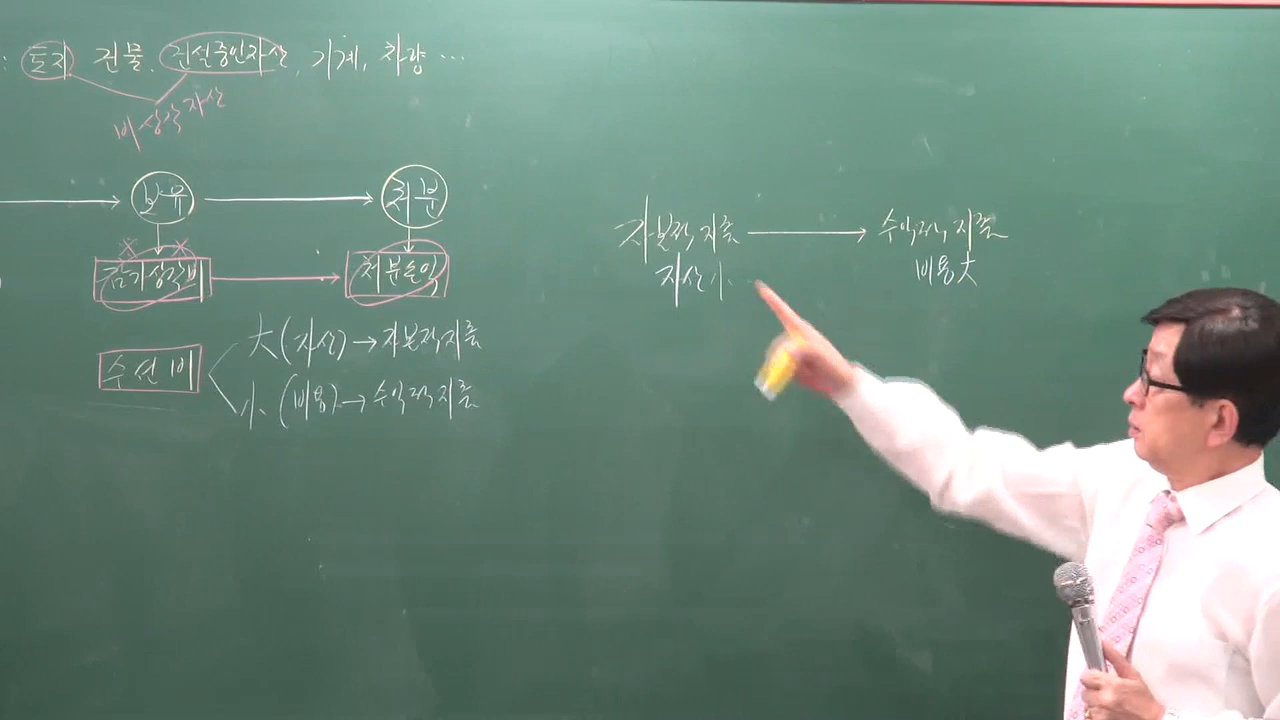 : 토지 건물, 건설중인자산, 기계, 차량 ...
비상각자산
보유 → 처분
감가상각비 → 처분손익
수선비
大 (자산) → 자본적지출
小 (비용) → 수익적지출
자본적 지출 → 수익적 지출
자산 小 비용 大